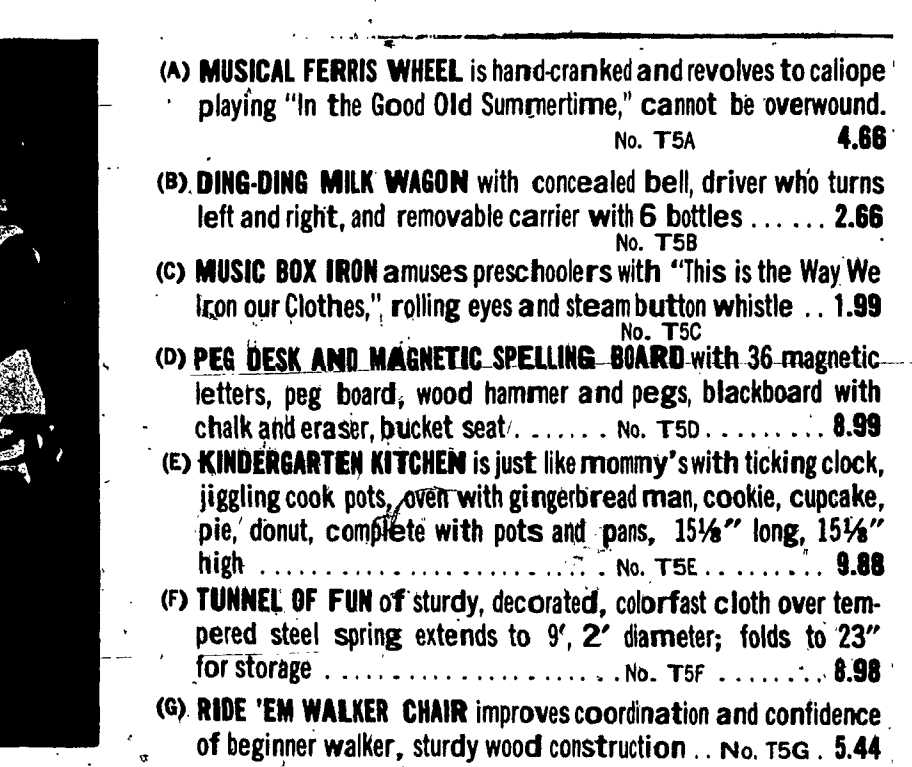 (A) MUSICAL FERRIS WHEEL is hand-cranked and revolves to caliope
playing "In the Good Old Summertime," cannot be overwound.
No. T5A 4.66
(B) DING-DING MILK WAGON with concealed bell, driver who turns
left and right, and removable carrier with 6 bottles ...... 2.66
No. T5B
(C) MUSIC BOX IRON amuses preschoolers with "This is the Way We
Iron our Clothes," rolling eyes and steam button whistle .. 1.99
No. T5C
(D) PEG DESK AND MAGNETIC SPELLING BOARD with 36 magnetic
letters, peg board, wood hammer and pegs, blackboard with
chalk and eraser, bucket seat ....... No. T5D ......... 8.99
(E) KINDERGARTEN KITCHEN is just like mommy's with ticking clock,
jiggling cook pots, oven with gingerbread man, cookie, cupcake,
pie, donut, complete with pots and pans, 15⅛" long, 15⅛"
high .......................... No. T5E ......... 9.88
(F) TUNNEL OF FUN of sturdy, decorated, colorfast cloth over tem-
pered steel spring extends to 9', 2' diameter; folds to 23"
for storage ...................... No. T5F ......... 8.98
(G) RIDE 'EM WALKER CHAIR improves coordination and confidence
of beginner walker, sturdy wood construction .. No. T5G . 5.44